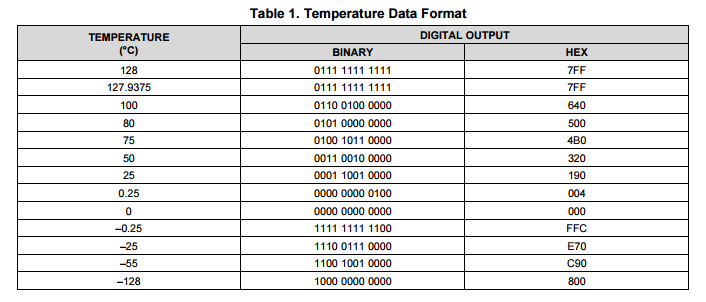 Table 1. Temperature Data Format
TEMPERATURE (°C) DIGITAL OUTPUT
BINARY HEX
128 0111 1111 1111 7FF
127.9375 0111 1111 1111 7FF
100 0110 0100 0000 640
80 0101 0000 0000 500
75 0100 1011 0000 4B0
50 0011 0010 0000 320
25 0001 1001 0000 190
0.25 0000 0000 0100 004
0 0000 0000 0000 000
–0.25 1111 1111 1100 FFC
–25 1110 0111 0000 E70
–55 1100 1001 0000 C90
–128 1000 0000 0000 800